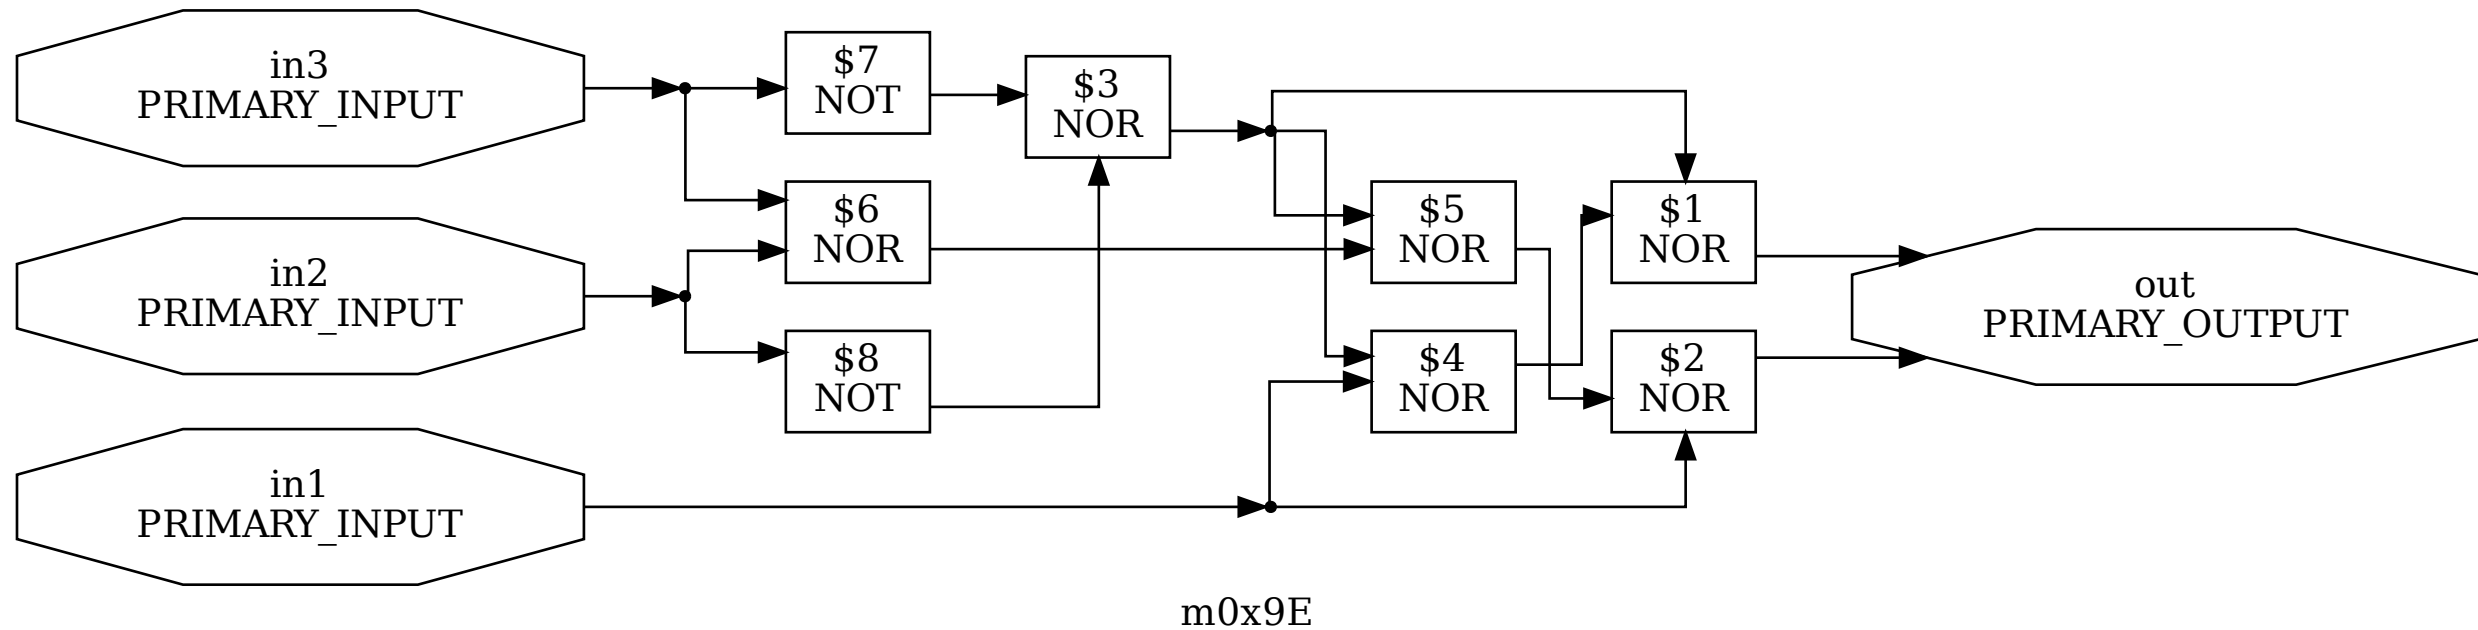 in3
PRIMARY_INPUT
$7
NOT
$3
NOR
$6
NOR
$5
NOR
$1
NOR
in2
PRIMARY_INPUT
out
PRIMARY_OUTPUT
$8
NOT
$4
NOR
$2
NOR
in1
PRIMARY_INPUT
m0x9E